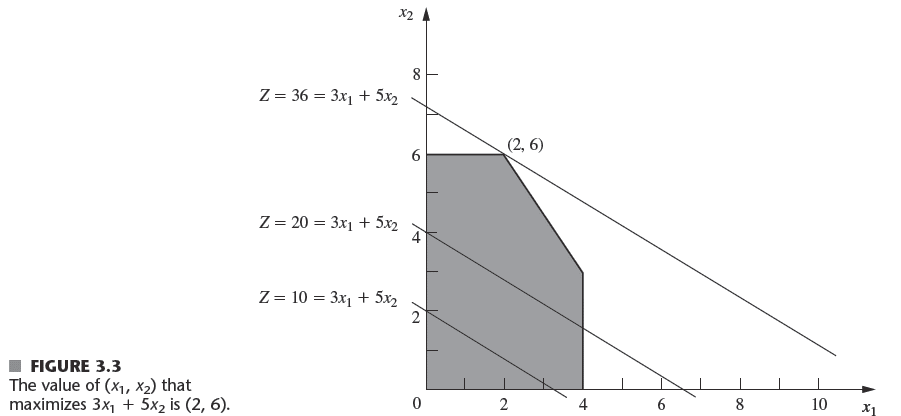 x₂
8
Z = 36 = 3x₁ + 5x₂
(2, 6)
6
Z = 20 = 3x₁ + 5x₂
4
Z = 10 = 3x₁ + 5x₂
2
FIGURE 3.3
The value of (x₁, x₂) that
maximizes 3x₁ + 5x₂ is (2, 6).
0 2 4 6 8 10 x₁